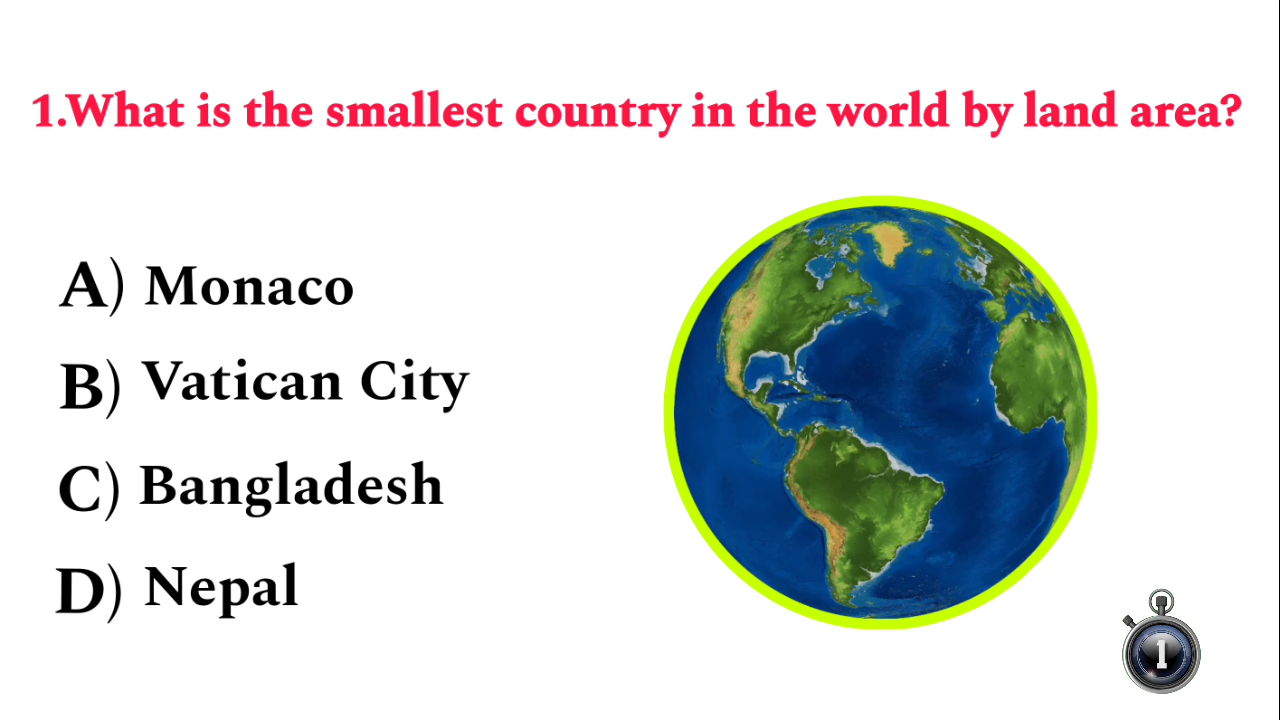 1.What is the smallest country in the world by land area?
A) Monaco
B) Vatican City
C) Bangladesh
D) Nepal
1